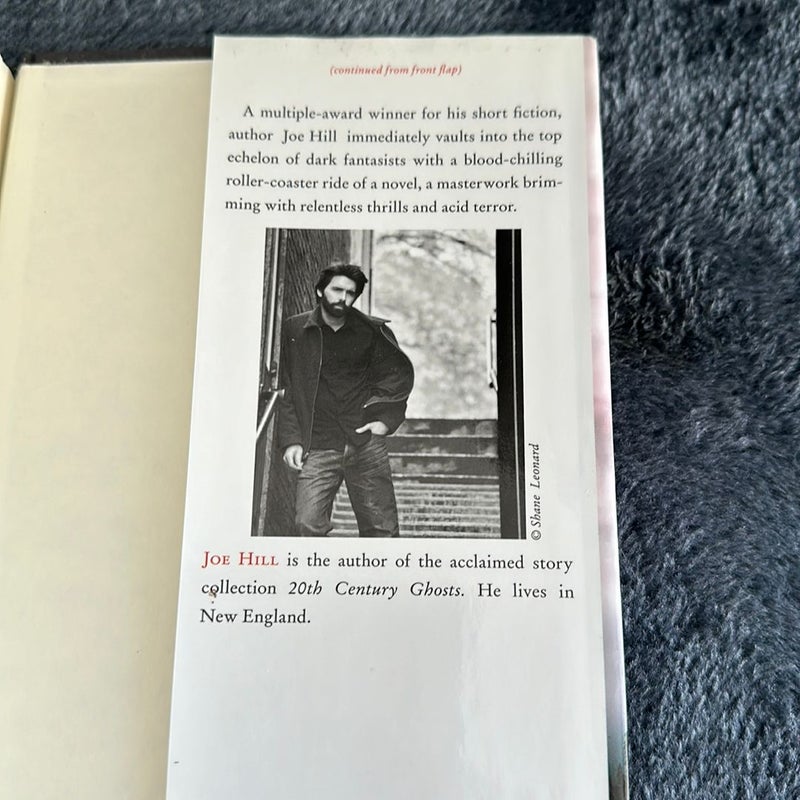 (continued from front flap)
A multiple-award winner for his short fiction,
author Joe Hill immediately vaults into the top
echelon of dark fantasists with a blood-chilling
roller-coaster ride of a novel, a masterwork brim-
ming with relentless thrills and acid terror.
© Shane Leonard
JOE HILL is the author of the acclaimed story
collection 20th Century Ghosts. He lives in
New England.